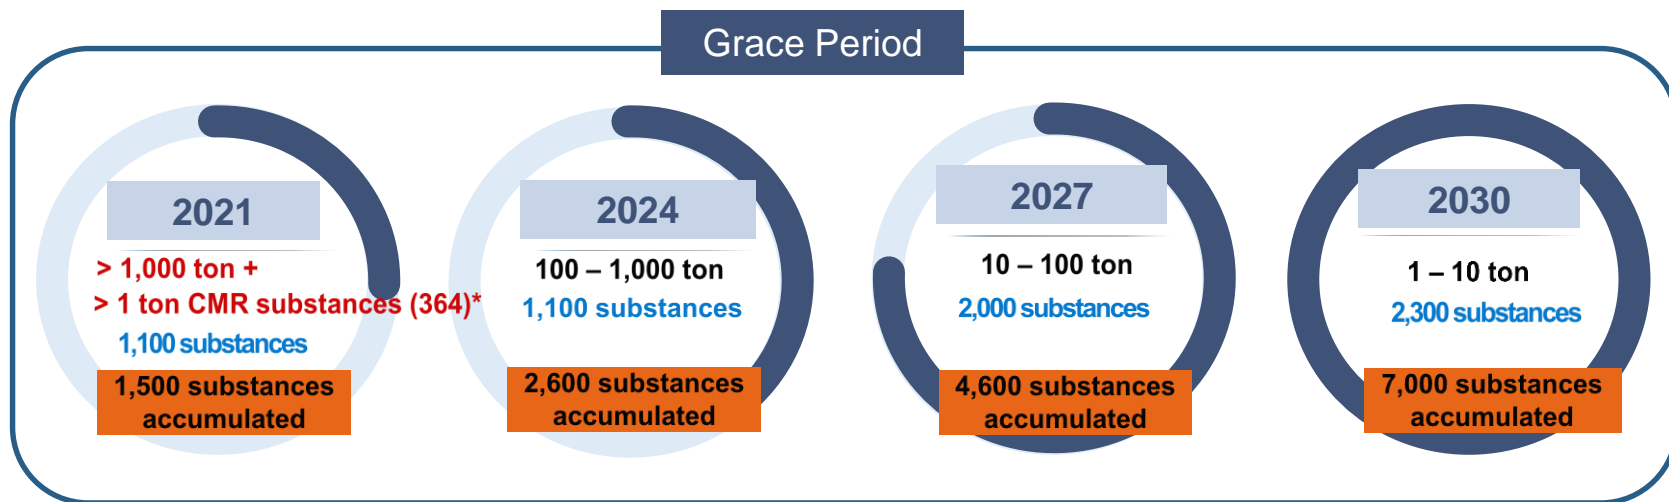 Grace Period
2021
> 1,000 ton +
> 1 ton CMR substances (364)*
1,100 substances
1,500 substances
accumulated
2024
100 – 1,000 ton
1,100 substances
2,600 substances
accumulated
2027
10 – 100 ton
2,000 substances
4,600 substances
accumulated
2030
1 – 10 ton
2,300 substances
7,000 substances
accumulated